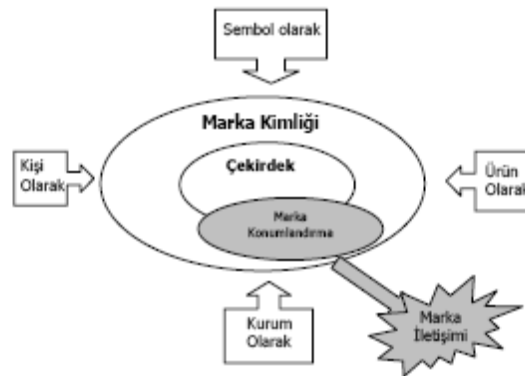 Sembol olarak
Marka Kimliği
Çekirdek
Kişi
Olarak
Ürün
Olarak
Marka
Konumlandırma
Kurum
Olarak
Marka
İletişimi